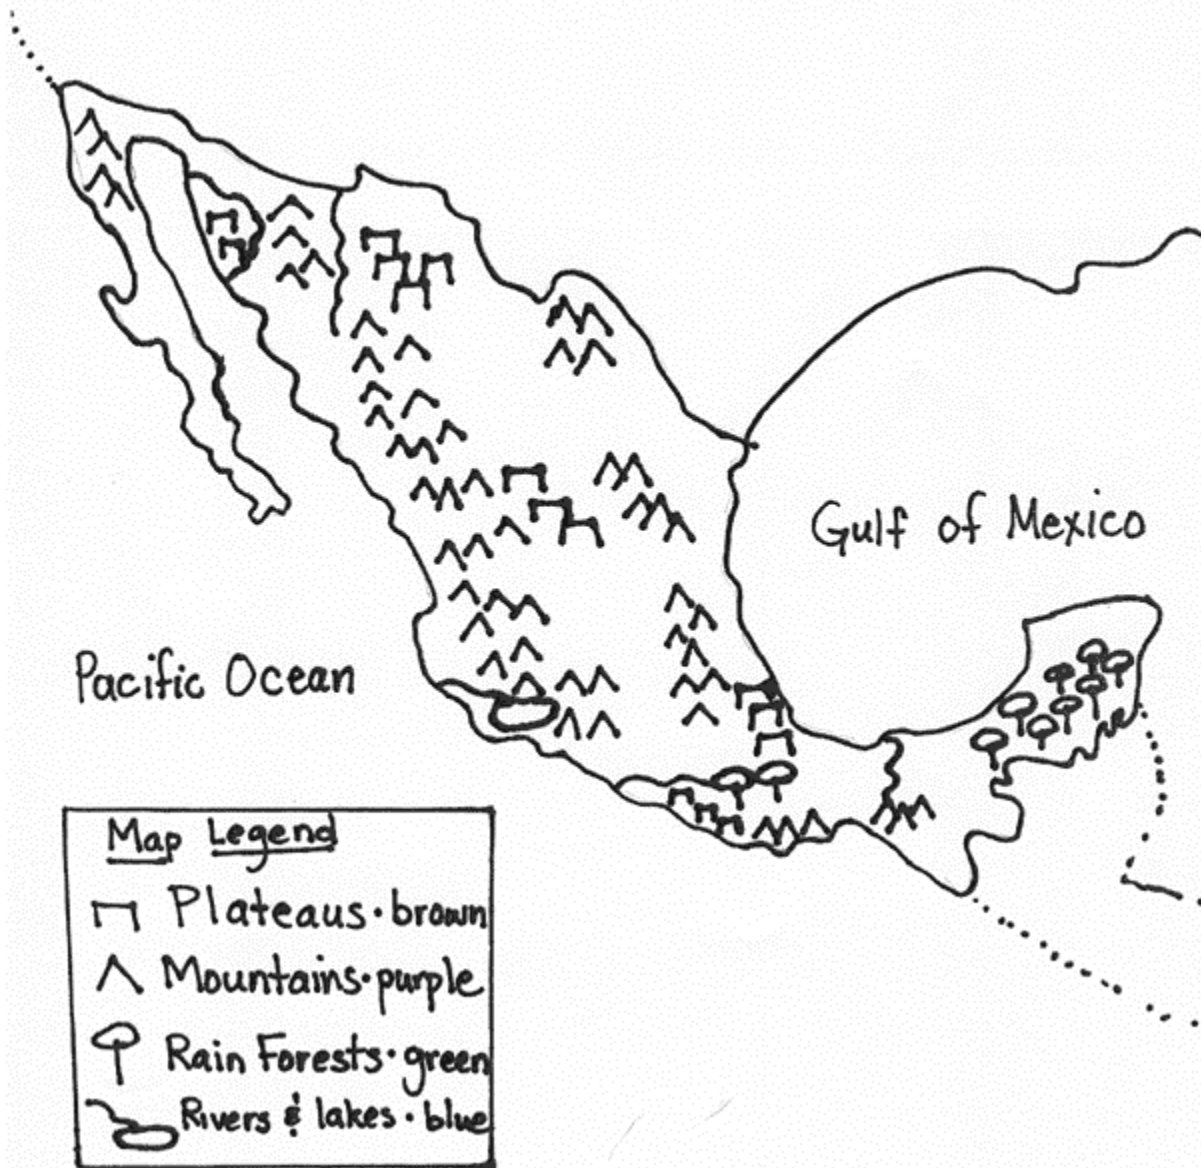 Gulf of Mexico
Pacific Ocean
Map Legend
Plateaus・brown
Mountains・purple
Rain Forests・green
Rivers & lakes・blue